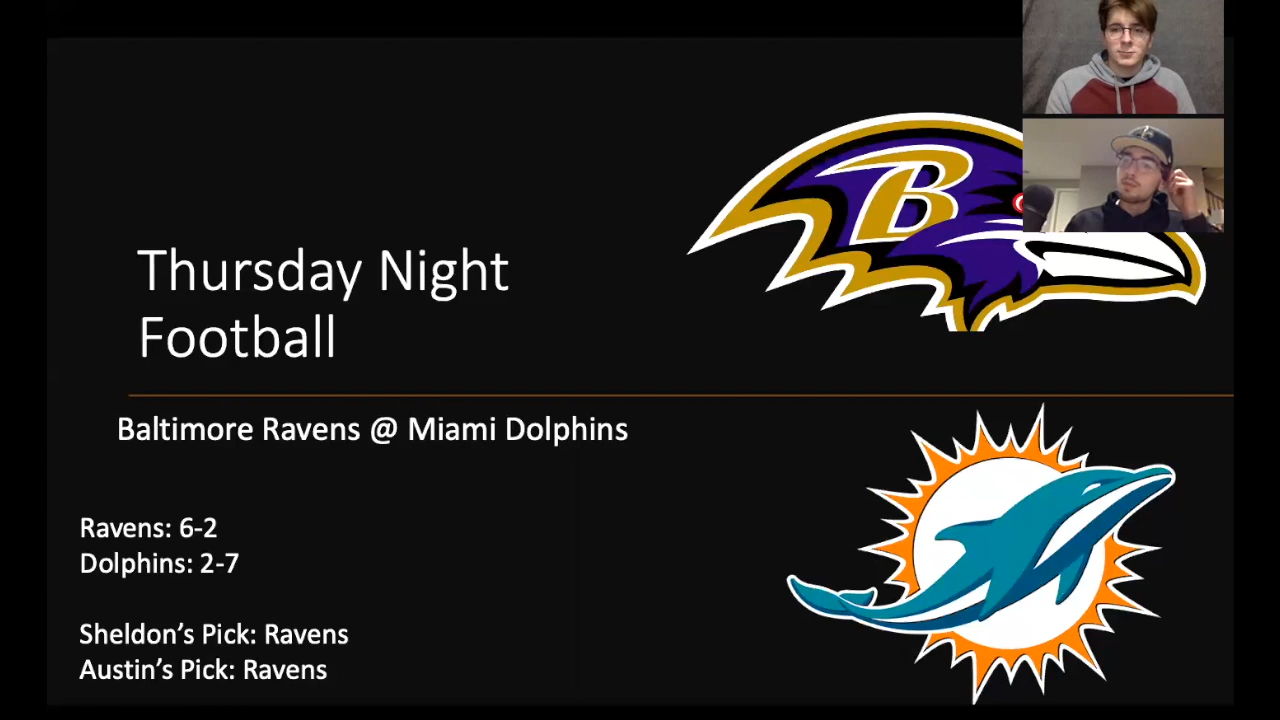 Thursday Night
Football
Baltimore Ravens @ Miami Dolphins
Ravens: 6-2
Dolphins: 2-7
Sheldon’s Pick: Ravens
Austin’s Pick: Ravens
B